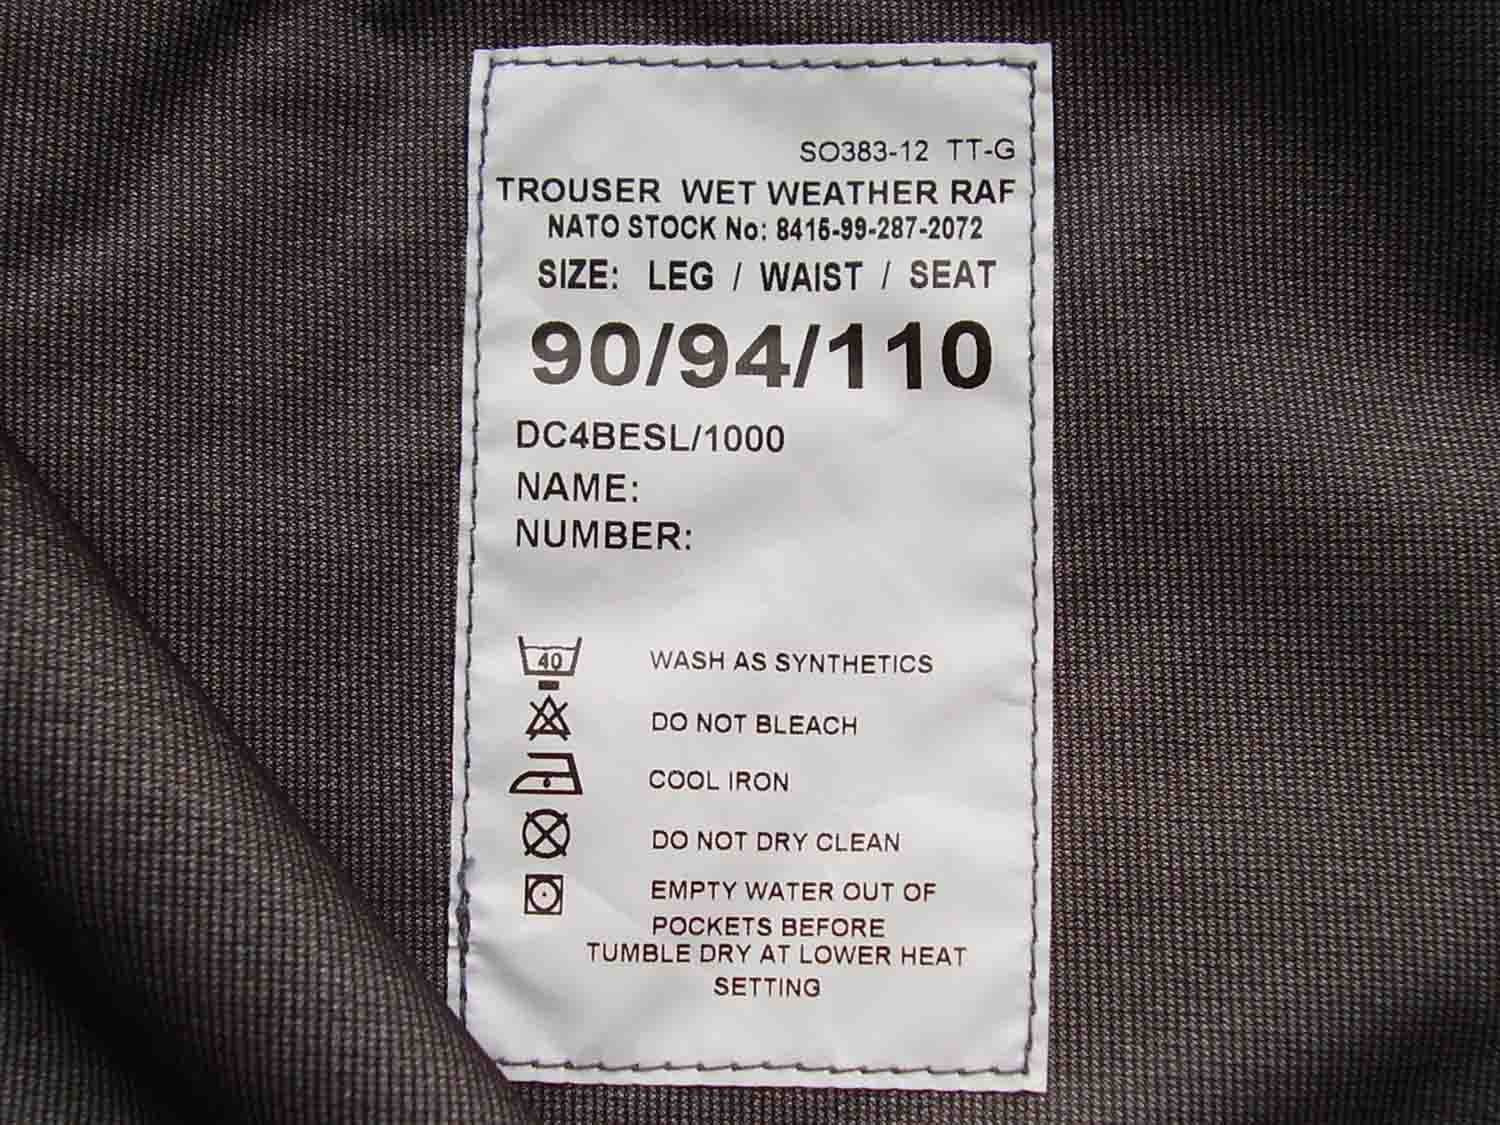 SO383-12 TT-G
TROUSER WET WEATHER RAF
NATO STOCK No: 8415-99-287-2072
SIZE: LEG / WAIST / SEAT
90/94/110
DC4BESL/1000
NAME:
NUMBER:
40 WASH AS SYNTHETICS
DO NOT BLEACH
COOL IRON
DO NOT DRY CLEAN
EMPTY WATER OUT OF
POCKETS BEFORE
TUMBLE DRY AT LOWER HEAT
SETTING